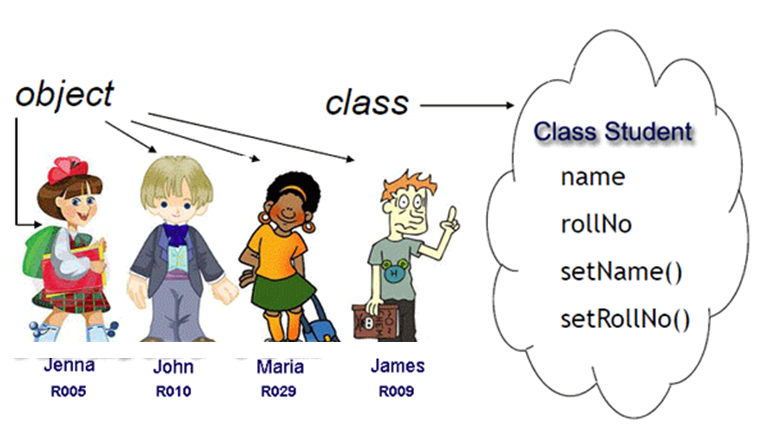 object
class
Class Student
name
rollNo
setName()
setRollNo()
Jenna
R005
John
R010
Maria
R029
James
R009